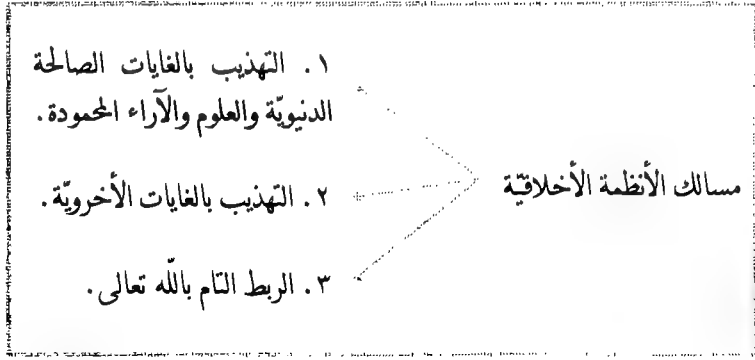 مسالك الأنظمة الأخلاقيّة
١. التهذيب بالغايات الصالحة
الدنيويّة والعلوم والآراء المحمودة.
٢. التهذيب بالغايات الأخرويّة.
٣. الربط التام باللّه تعالى.